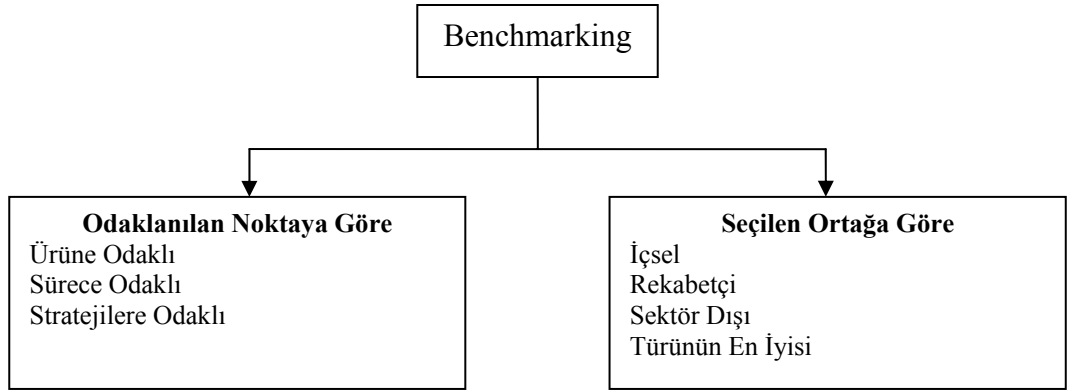 Benchmarking
Odaklanılan Noktaya Göre
Ürüne Odaklı
Sürece Odaklı
Stratejilere Odaklı
Seçilen Ortağa Göre
İçsel
Rekabetçi
Sektör Dışı
Türünün En İyisi